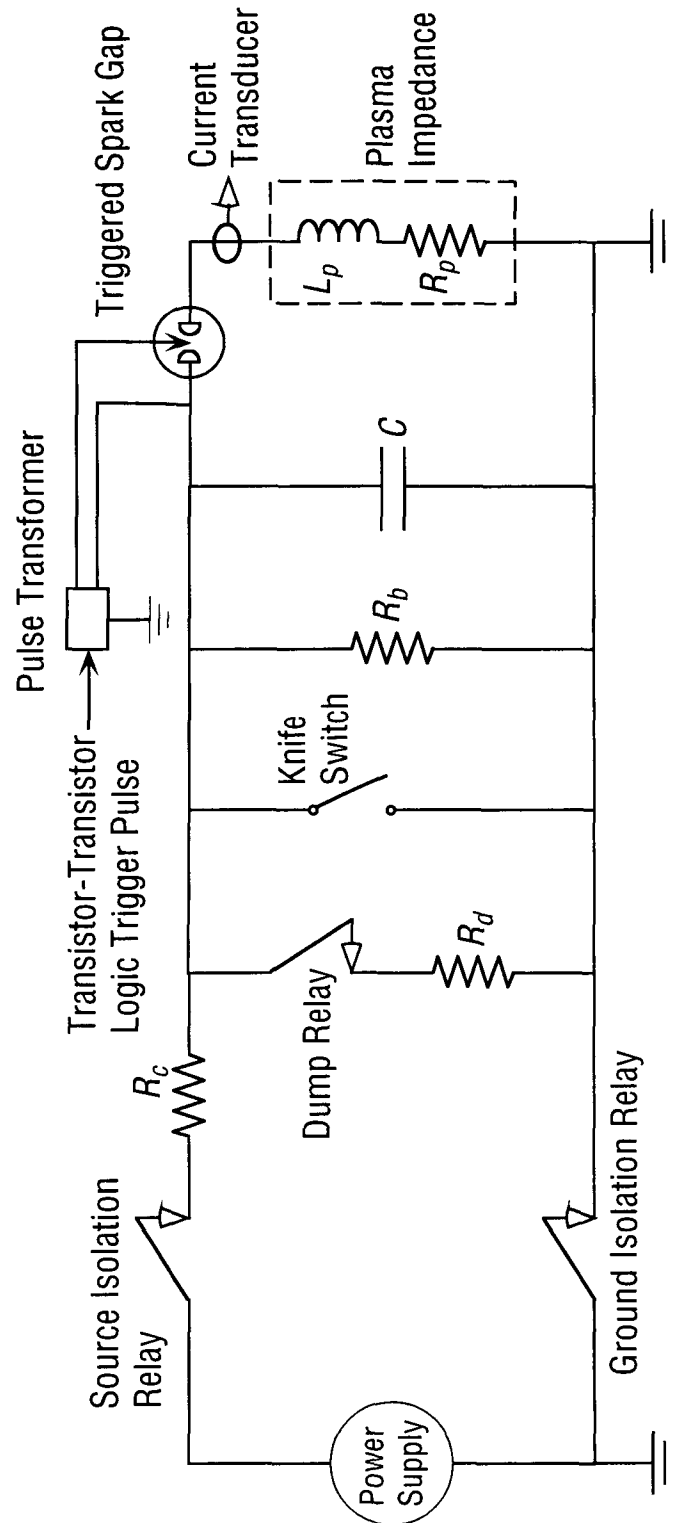 Pulse Transformer
Triggered Spark Gap
Transistor-Transistor
Logic Trigger Pulse
Current
Transducer
Source Isolation
Relay
R_c
Dump Relay
R_d
Knife
Switch
R_b
C
L_p
R_p
Plasma
Impedance
Power
Supply
Ground Isolation Relay